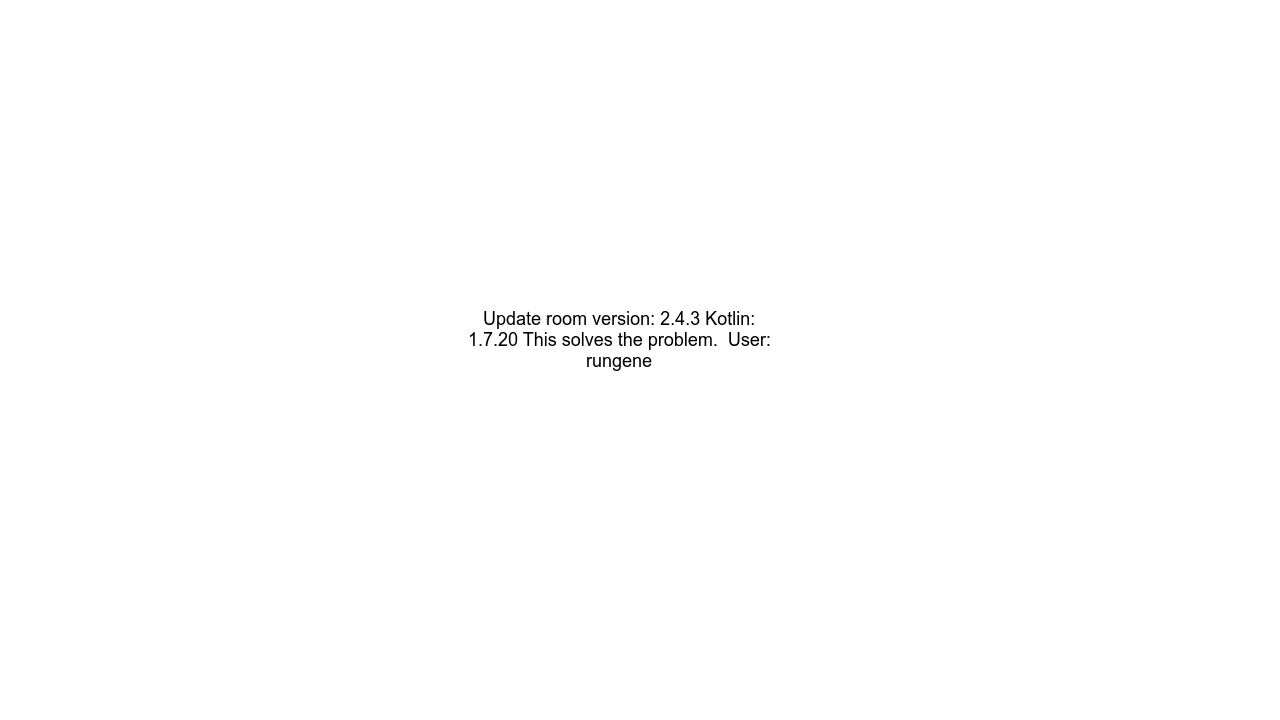 Update room version: 2.4.3 Kotlin:
1.7.20 This solves the problem.  User:
rungene